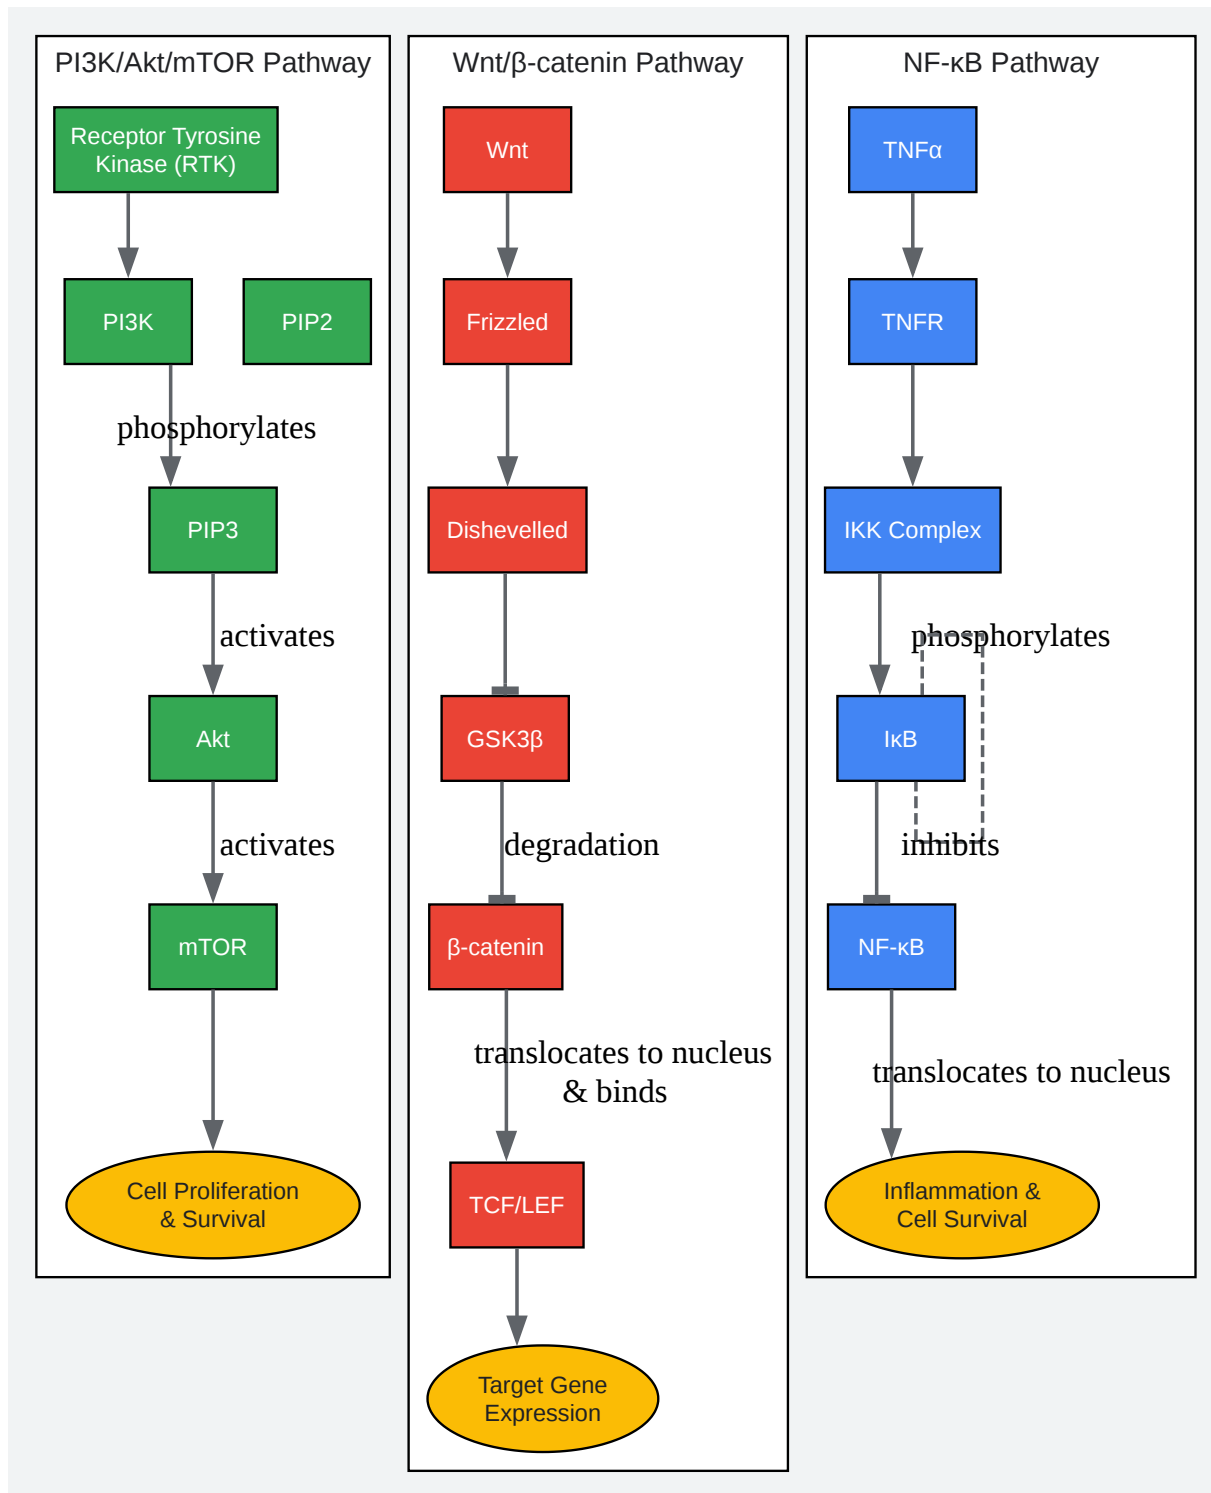 PI3K/Akt/mTOR Pathway
Receptor Tyrosine
Kinase (RTK)
PI3K
PIP2
phosphorylates
PIP3
activates
Akt
activates
mTOR
Cell Proliferation
& Survival
Wnt/β-catenin Pathway
Wnt
Frizzled
Dishevelled
GSK3β
degradation
β-catenin
translocates to nucleus
& binds
TCF/LEF
Target Gene
Expression
NF-κB Pathway
TNFα
TNFR
IKK Complex
phosphorylates
IκB
inhibits
NF-κB
translocates to nucleus
Inflammation &
Cell Survival